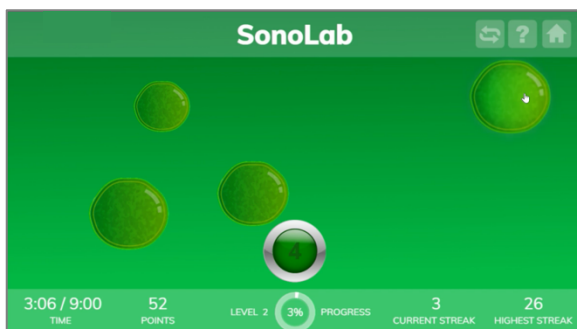 SonoLab
?
4
3:06 / 9:00
TIME
52
POINTS
LEVEL 2
3%
PROGRESS
3
CURRENT STREAK
26
HIGHEST STREAK